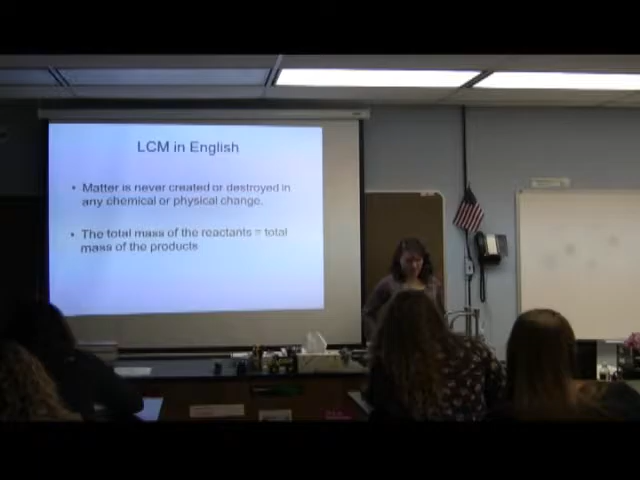 LCM in English
• Matter is never created or destroyed in
any chemical or physical change.
• The total mass of the reactants = total
mass of the products